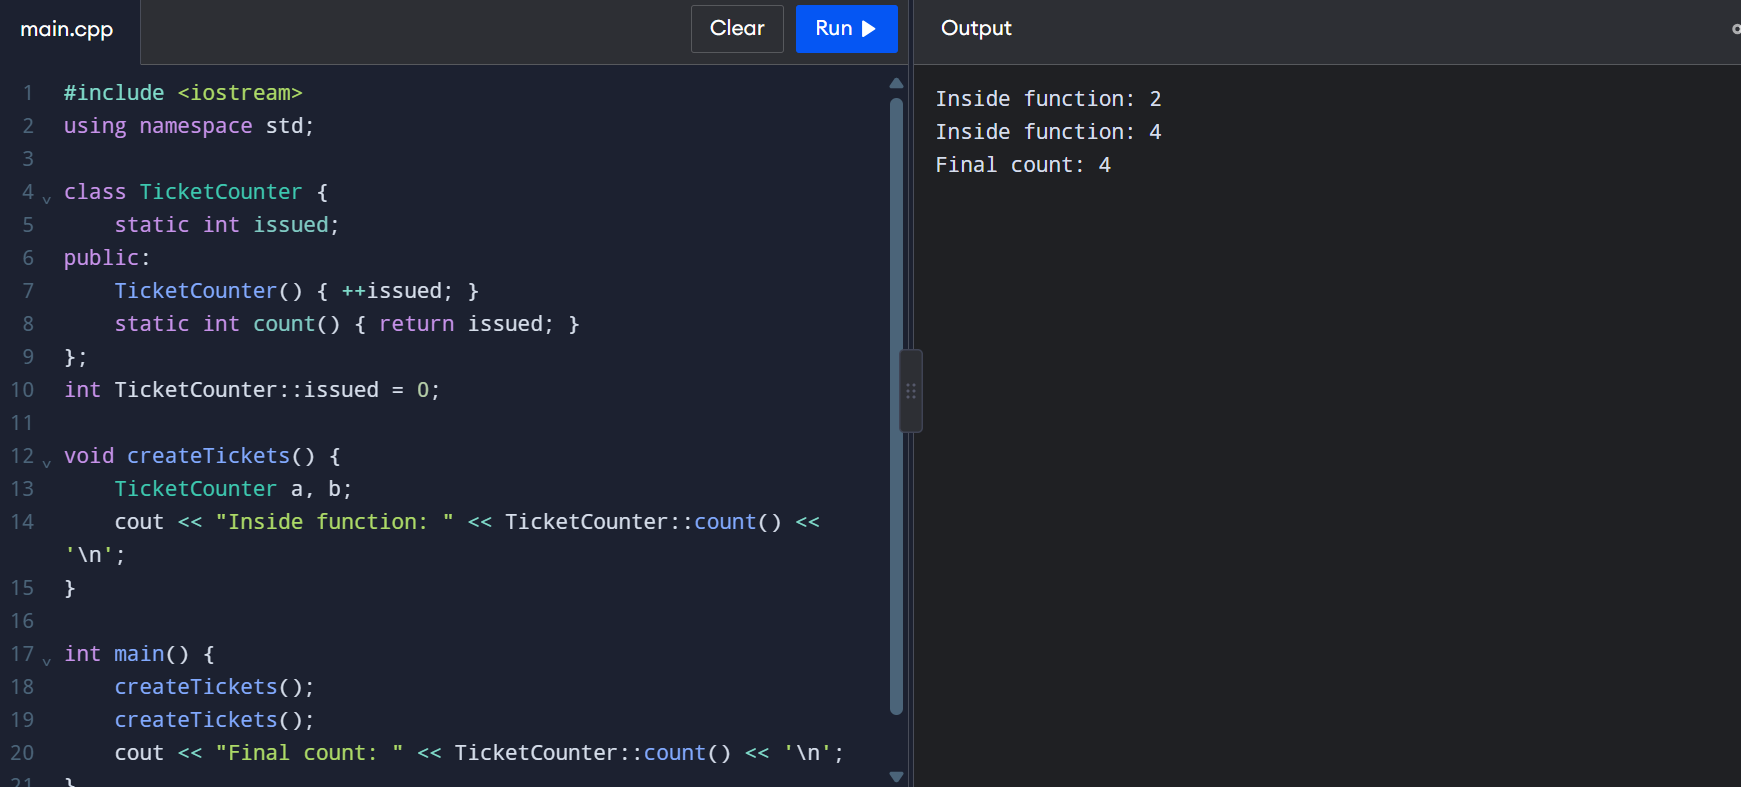 main.cpp
Clear
Run
Output
1 #include <iostream>
2 using namespace std;
3
4 class TicketCounter {
5     static int issued;
6 public:
7     TicketCounter() { ++issued; }
8     static int count() { return issued; }
9 };
10 int TicketCounter::issued = 0;
11
12 void createTickets() {
13     TicketCounter a, b;
14     cout << "Inside function: " << TicketCounter::count() <<
'\n';
15 }
16
17 int main() {
18     createTickets();
19     createTickets();
20     cout << "Final count: " << TicketCounter::count() << '\n';
21 }
Inside function: 2
Inside function: 4
Final count: 4